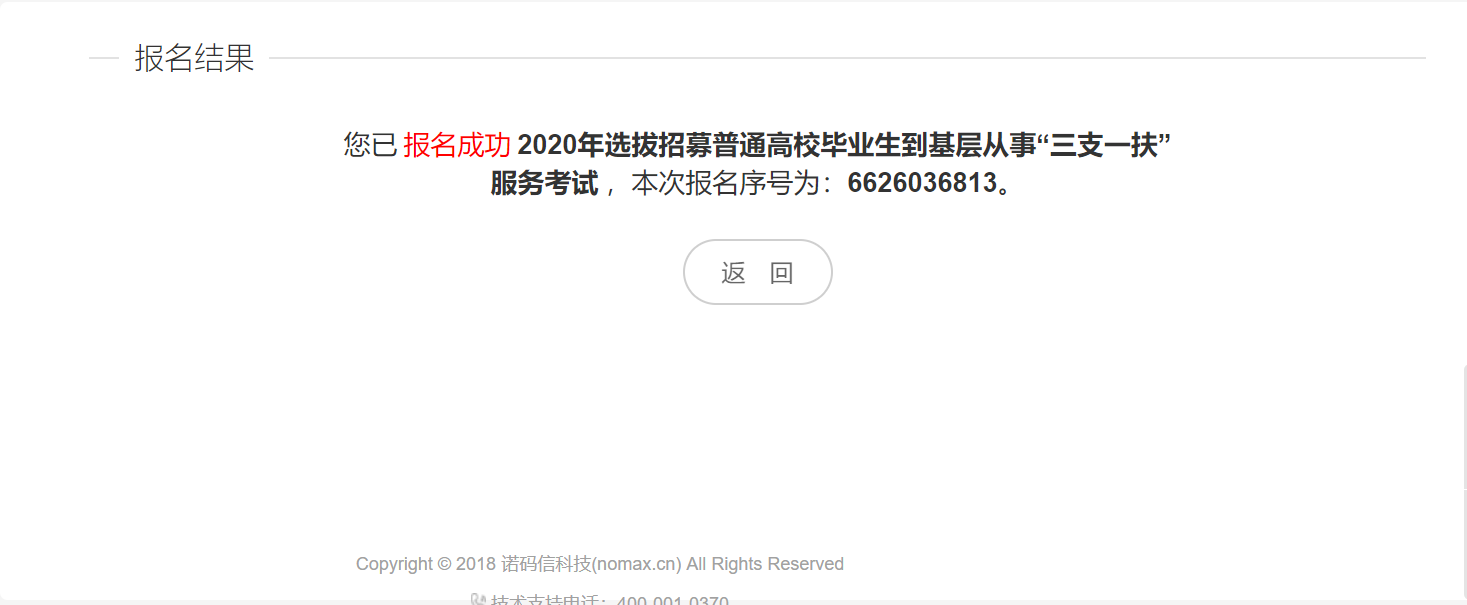 报名结果
您已 报名成功 2020年选拔招募普通高校毕业生到基层从事“三支一扶”
服务考试 ，本次报名序号为：6626036813。
返 回
Copyright © 2018 诺码信科技(nomax.cn) All Rights Reserved
技术支持电话：400-001-0370